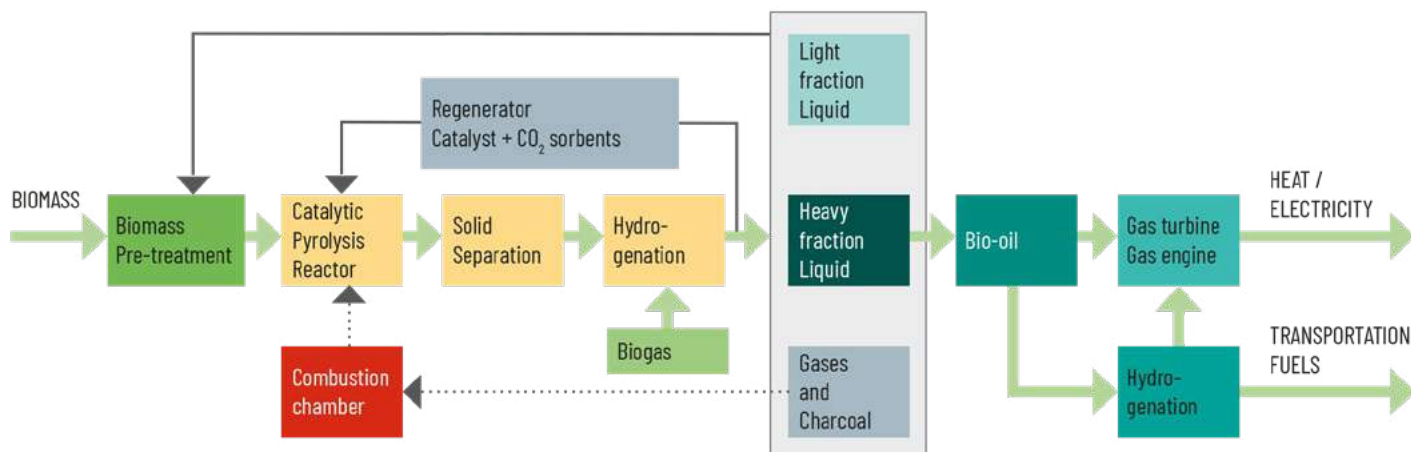 BIOMASS
Biomass
Pre-treatment
Regenerator
Catalyst + CO₂ sorbents
Catalytic
Pyrolysis
Reactor
Solid
Separation
Hydro-
genation
Biogas
Combustion
chamber
Light
fraction
Liquid
Heavy
fraction
Liquid
Gases
and
Charcoal
Bio-oil
Gas turbine
Gas engine
Hydro-
genation
HEAT /
ELECTRICITY
TRANSPORTATION
FUELS